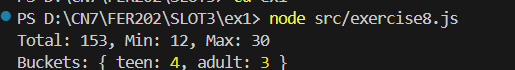 PS D:\CN7\FER202\SLOT3\ex1> node src/exercise8.js
Total: 153, Min: 12, Max: 30
Buckets: { teen: 4, adult: 3 }